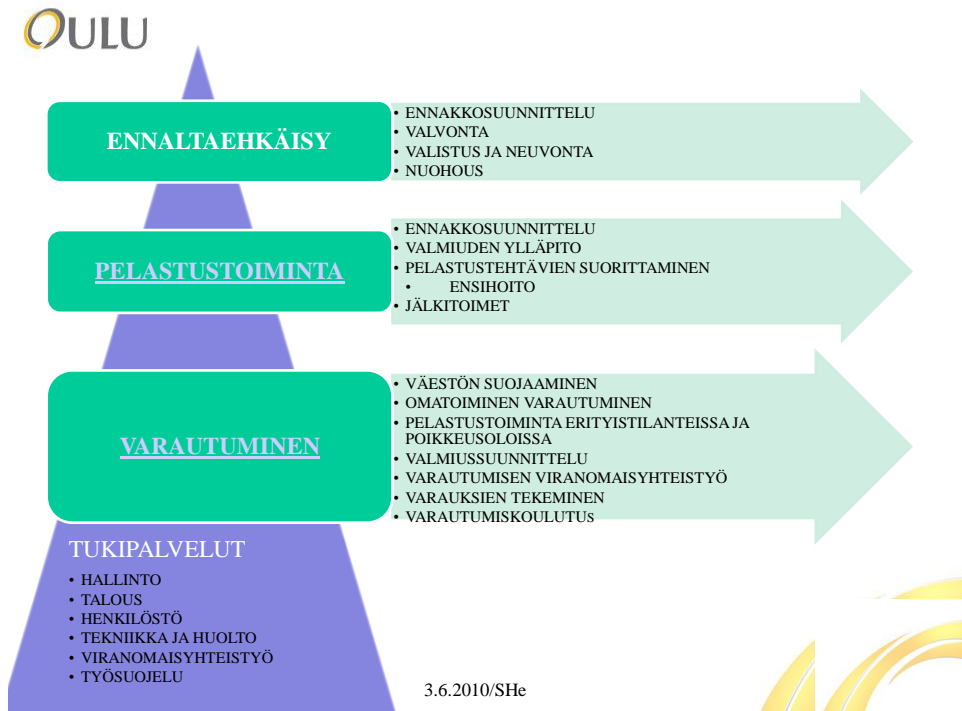 OULU
ENNALTAEHKÄISY
• ENNAKKOSUUNNITTELU
• VALVONTA
• VALISTUS JA NEUVONTA
• NUOHOUS
PELASTUSTOIMINTA
• ENNAKKOSUUNNITTELU
• VALMIUDEN YLLÄPITO
• PELASTUSTEHTÄVIEN SUORITTAMINEN
• ENSIHOITO
• JÄLKITOIMET
VARAUTUMINEN
• VÄESTÖN SUOJAAMINEN
• OMATOIMINEN VARAUTUMINEN
• PELASTUSTOIMINTA ERITYISTILANTEISSA JA
POIKKEUSOLOISSA
• VALMIUSSUUNNITTELU
• VARAUTUMISEN VIRANOMAISYHTEISTYÖ
• VARAUKSIEN TEKEMINEN
• VARAUTUMISKOULUTUs
TUKIPALVELUT
• HALLINTO
• TALOUS
• HENKILÖSTÖ
• TEKNIIKKA JA HUOLTO
• VIRANOMAISYHTEISTYÖ
• TYÖSUOJELU
3.6.2010/SHe